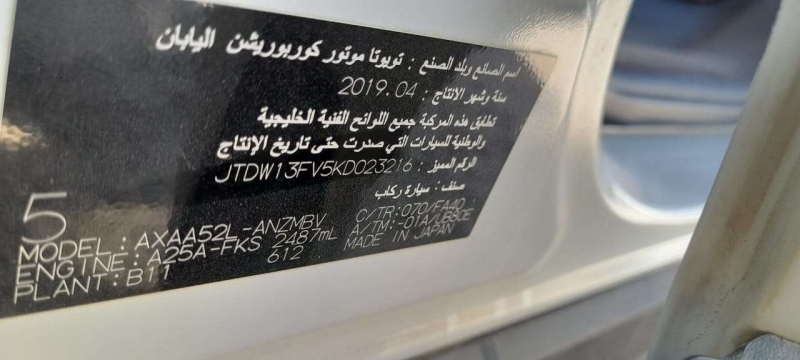 اسم الصانع وبلد الصنع : تويوتا موتور كوربوريشن اليابان
سنة وشهر الانتاج : 2019.04
تطابق هذه المركبة جميع اللوائح الفنية الخليجية
والوطنية للسيارات التي صدرت حتى تاريخ الإنتاج
الرقم المميز : JTDW13FV5KD023216
صنف : سيارة ركاب
5
MODEL : AXAA52L-ANZMBV C/TR: 070/FA40
ENGINE: A25A-FKS 2487mL A/TM: -01A/UB80E
PLANT: B11 612 MADE IN JAPAN